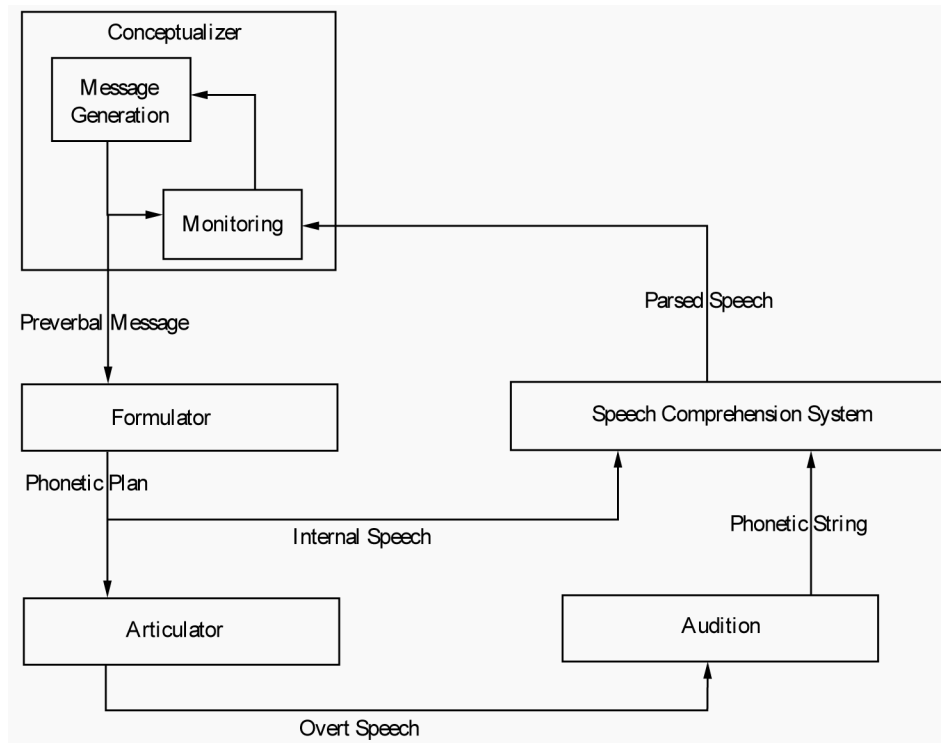 Conceptualizer
Message
Generation
Monitoring
Parsed Speech
Preverbal Message
Formulator
Speech Comprehension System
Phonetic Plan
Phonetic String
Internal Speech
Articulator
Audition
Overt Speech